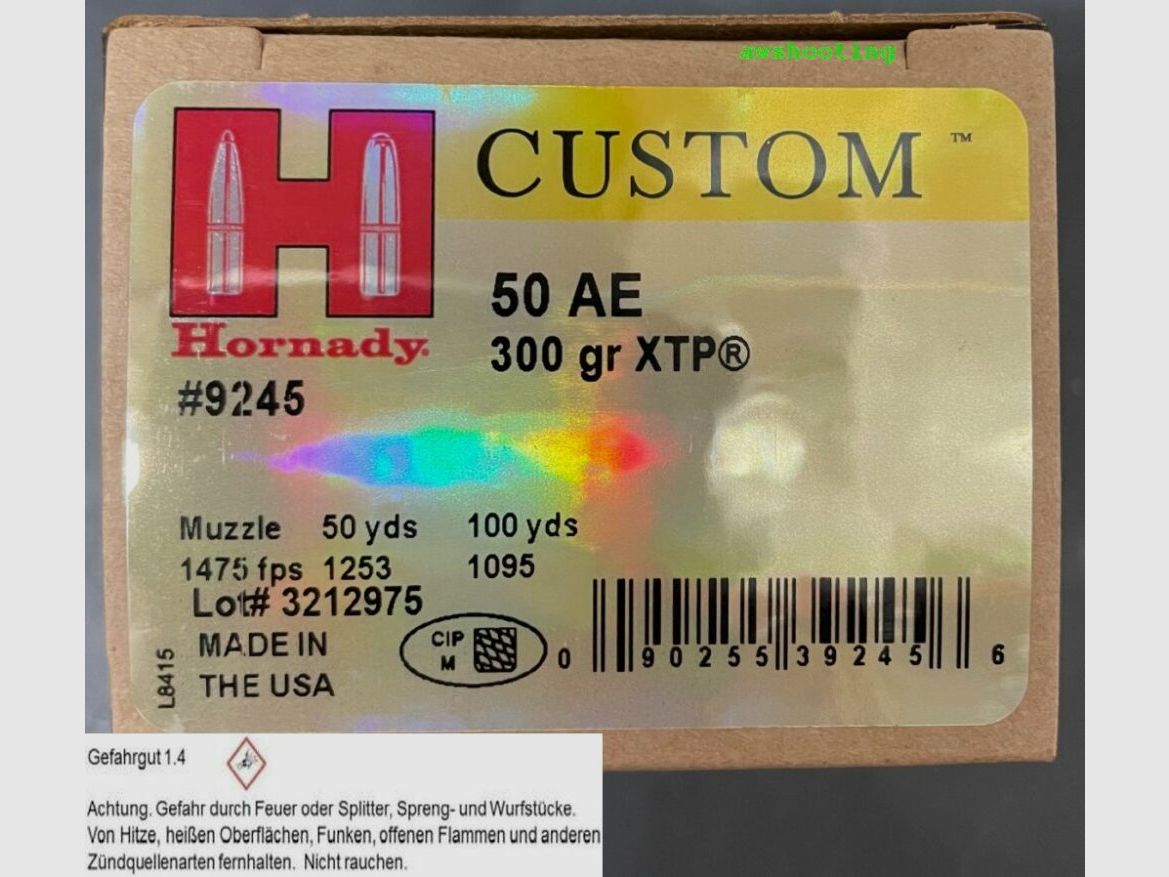 awshooting
CUSTOM ™
50 AE
300 gr XTP®
Hornady.
#9245
Muzzle 50 yds 100 yds
1475 fps 1253 1095
Lot# 3212975
MADE IN
THE USA
L8415
CIP
M
0 90255 39245 6
Gefahrgut 1.4
Achtung. Gefahr durch Feuer oder Splitter, Spreng- und Wurfstücke.
Von Hitze, heißen Oberflächen, Funken, offenen Flammen und anderen
Zündquellenarten fernhalten. Nicht rauchen.